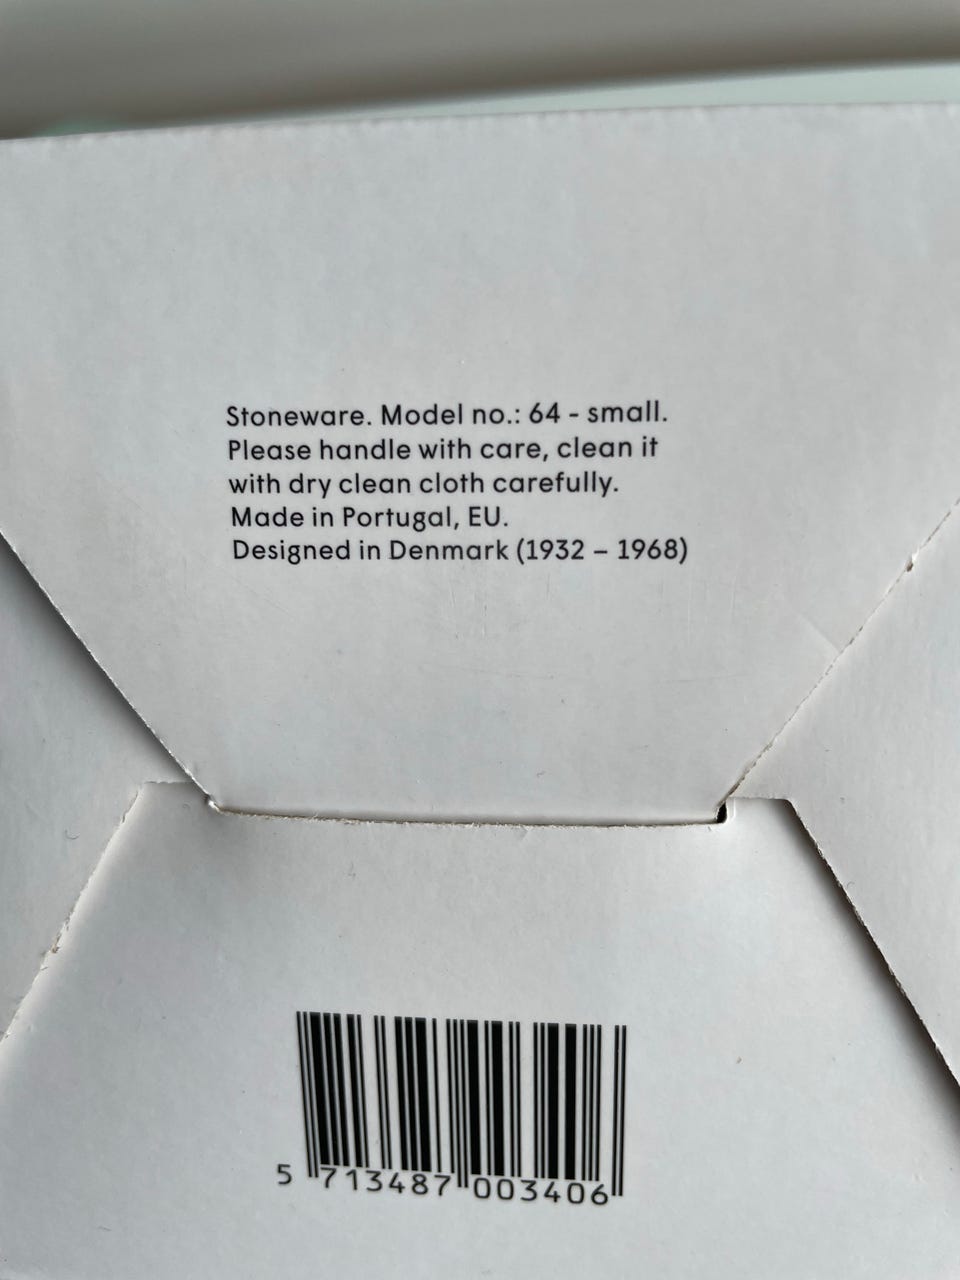 Stoneware. Model no.: 64 - small.
Please handle with care, clean it
with dry clean cloth carefully.
Made in Portugal, EU.
Designed in Denmark (1932 – 1968)
5 713487 003406